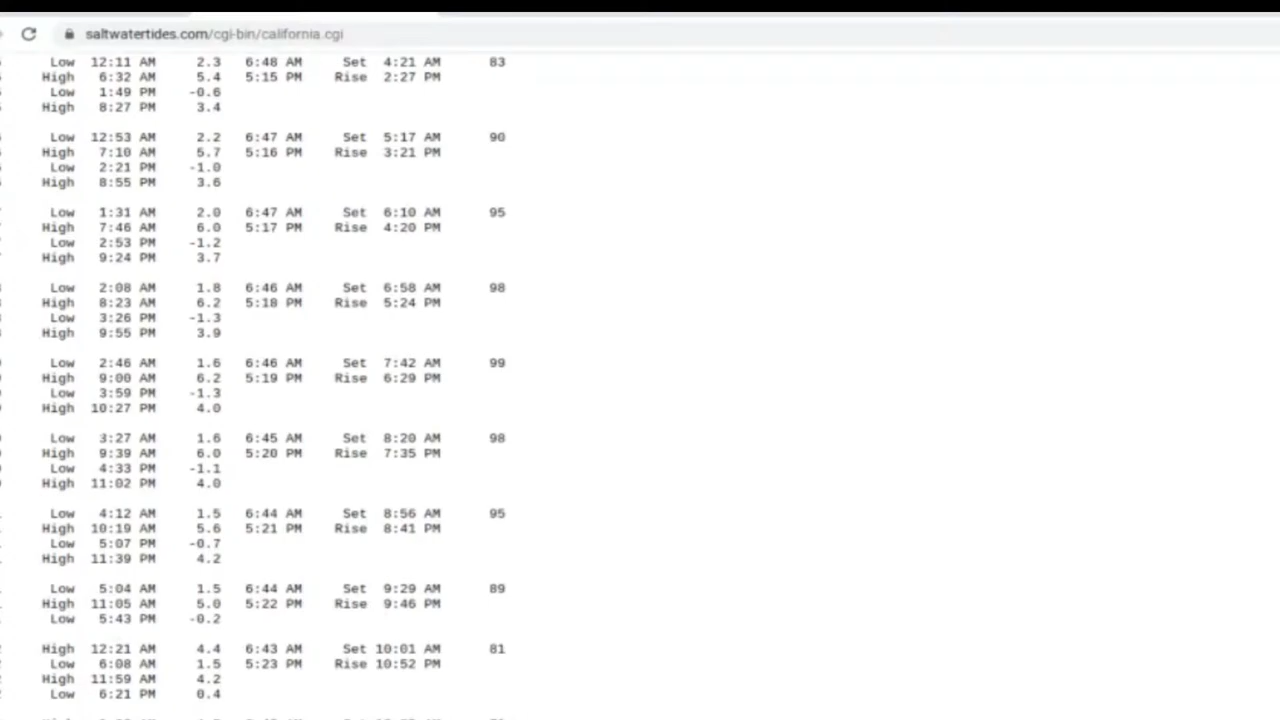 saltwatertides.com/cgi-bin/california.cgi
Low 12:11 AM 2.3 6:48 AM Set 4:21 AM 83
High 6:32 AM 5.4 5:15 PM Rise 2:27 PM
Low 1:49 PM -0.6
High 8:27 PM 3.4
Low 12:53 AM 2.2 6:47 AM Set 5:17 AM 90
High 7:10 AM 5.7 5:16 PM Rise 3:21 PM
Low 2:21 PM -1.0
High 8:55 PM 3.6
Low 1:31 AM 2.0 6:47 AM Set 6:10 AM 95
High 7:46 AM 6.0 5:17 PM Rise 4:20 PM
Low 2:53 PM -1.2
High 9:24 PM 3.7
Low 2:08 AM 1.8 6:46 AM Set 6:58 AM 98
High 8:23 AM 6.2 5:18 PM Rise 5:24 PM
Low 3:26 PM -1.3
High 9:55 PM 3.9
Low 2:46 AM 1.6 6:46 AM Set 7:42 AM 99
High 9:00 AM 6.2 5:19 PM Rise 6:29 PM
Low 3:59 PM -1.3
High 10:27 PM 4.0
Low 3:27 AM 1.6 6:45 AM Set 8:20 AM 98
High 9:39 AM 6.0 5:20 PM Rise 7:35 PM
Low 4:33 PM -1.1
High 11:02 PM 4.0
Low 4:12 AM 1.5 6:44 AM Set 8:56 AM 95
High 10:19 AM 5.6 5:21 PM Rise 8:41 PM
Low 5:07 PM -0.7
High 11:39 PM 4.2
Low 5:04 AM 1.5 6:44 AM Set 9:29 AM 89
High 11:05 AM 5.0 5:22 PM Rise 9:46 PM
Low 5:43 PM -0.2
High 12:21 AM 4.4 6:43 AM Set 10:01 AM 81
Low 6:08 AM 1.5 5:23 PM Rise 10:52 PM
High 11:59 AM 4.2
Low 6:21 PM 0.4